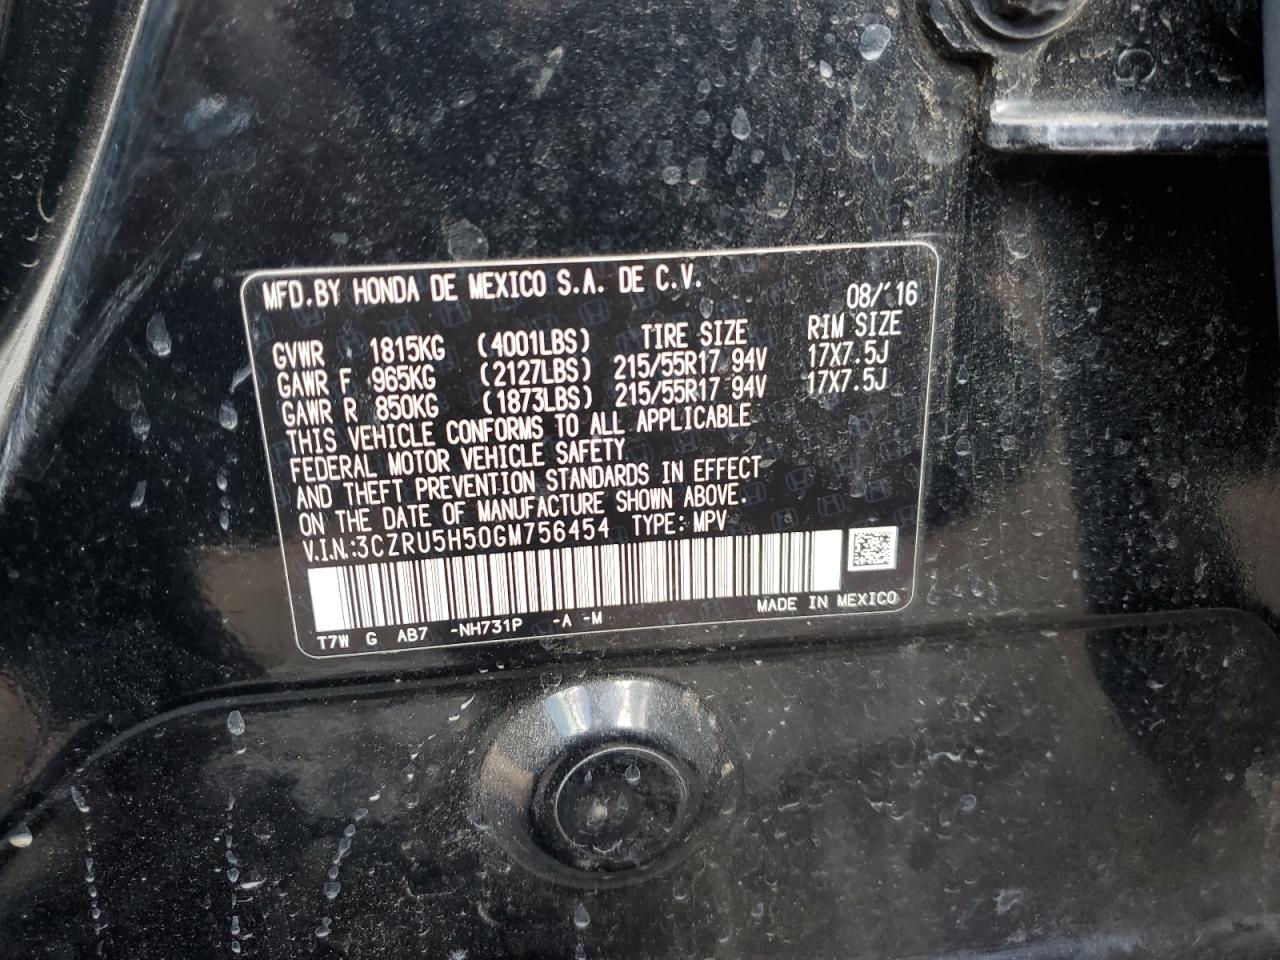 MFD.BY HONDA DE MEXICO S.A. DE C.V.
08/'16
GVWR 1815KG (4001LBS) TIRE SIZE RIM SIZE
GAWR F 965KG (2127LBS) 215/55R17 94V 17X7.5J
GAWR R 850KG (1873LBS) 215/55R17 94V 17X7.5J
THIS VEHICLE CONFORMS TO ALL APPLICABLE
FEDERAL MOTOR VEHICLE SAFETY
AND THEFT PREVENTION STANDARDS IN EFFECT
ON THE DATE OF MANUFACTURE SHOWN ABOVE.
V.I.N.:3CZRU5H50GM756454 TYPE: MPV
MADE IN MEXICO
T7W G AB7 -NH731P -A -M